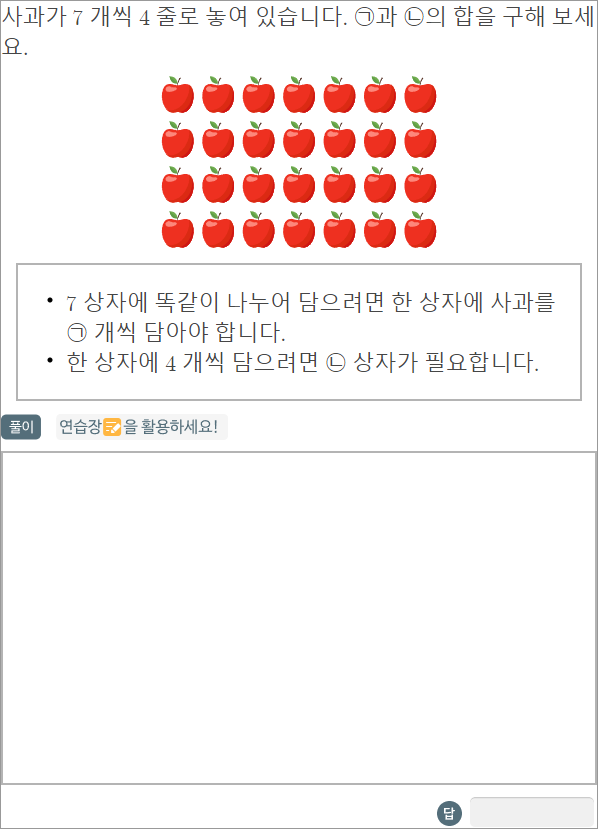 사과가 7 개씩 4 줄로 놓여 있습니다. ㉠과 ㉡의 합을 구해 보세
요.
• 7 상자에 똑같이 나누어 담으려면 한 상자에 사과를
㉠ 개씩 담아야 합니다.
• 한 상자에 4 개씩 담으려면 ㉡ 상자가 필요합니다.
풀이 연습장을 활용하세요!
답